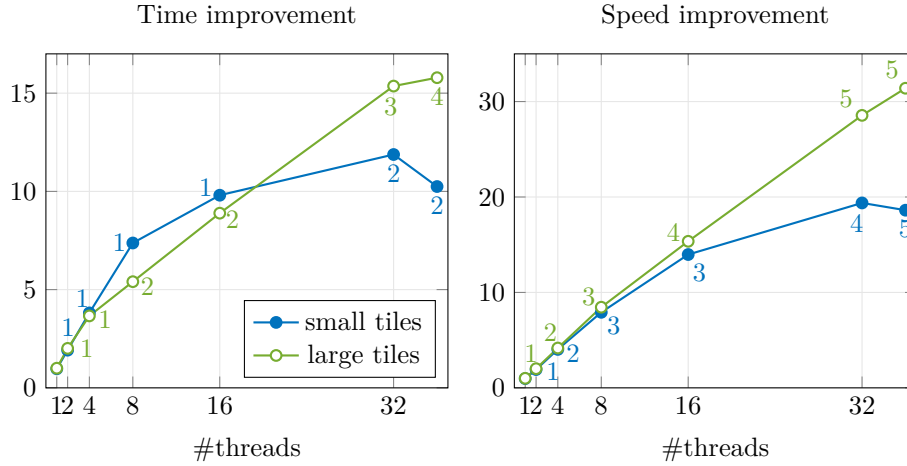 Time improvement
15
10
5
0
1 2 4 8 16 32
#threads
1 1 1 1 2 2
1 1 2 2 3 4
small tiles
large tiles
Speed improvement
30
20
10
0
1 2 4 8 16 32
#threads
1 2 3 4 5 5
1 2 3 3 4 5